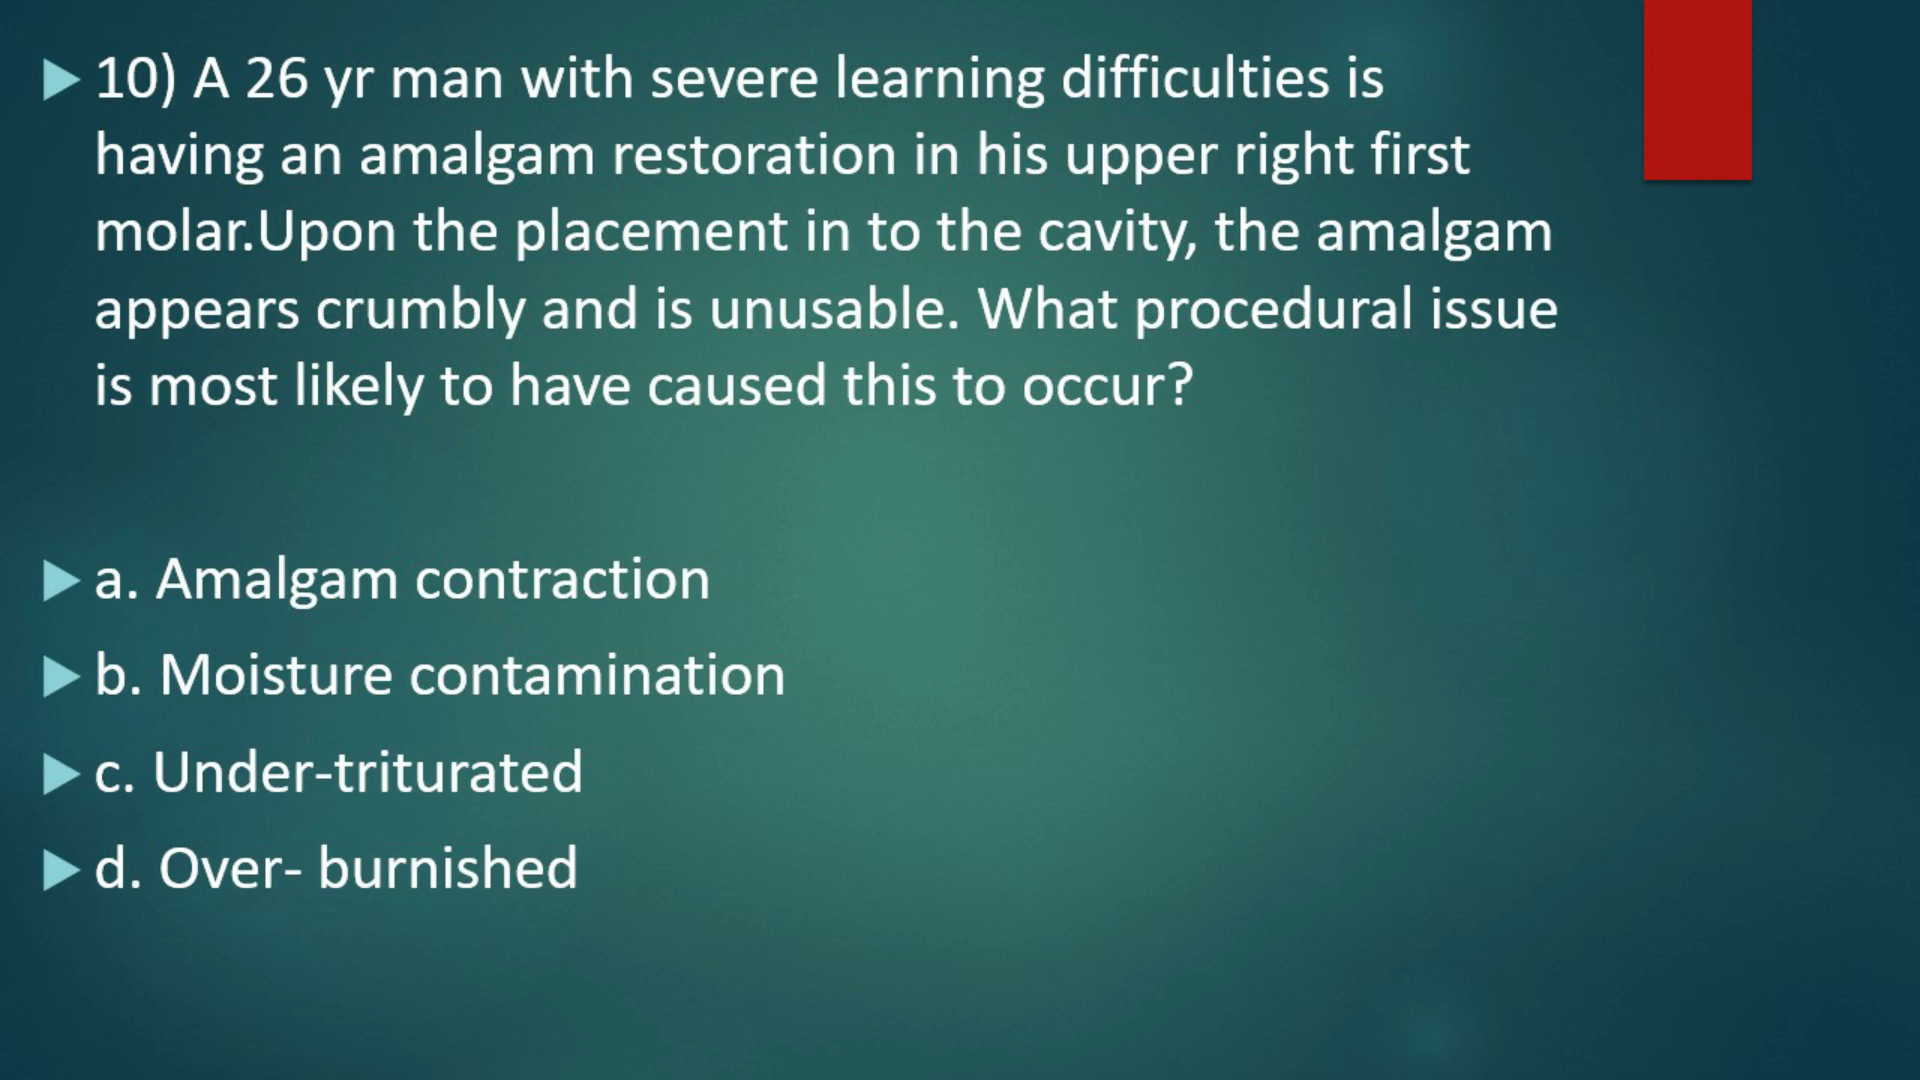 10) A 26 yr man with severe learning difficulties is
having an amalgam restoration in his upper right first
molar.Upon the placement in to the cavity, the amalgam
appears crumbly and is unusable. What procedural issue
is most likely to have caused this to occur?
a. Amalgam contraction
b. Moisture contamination
c. Under-triturated
d. Over- burnished